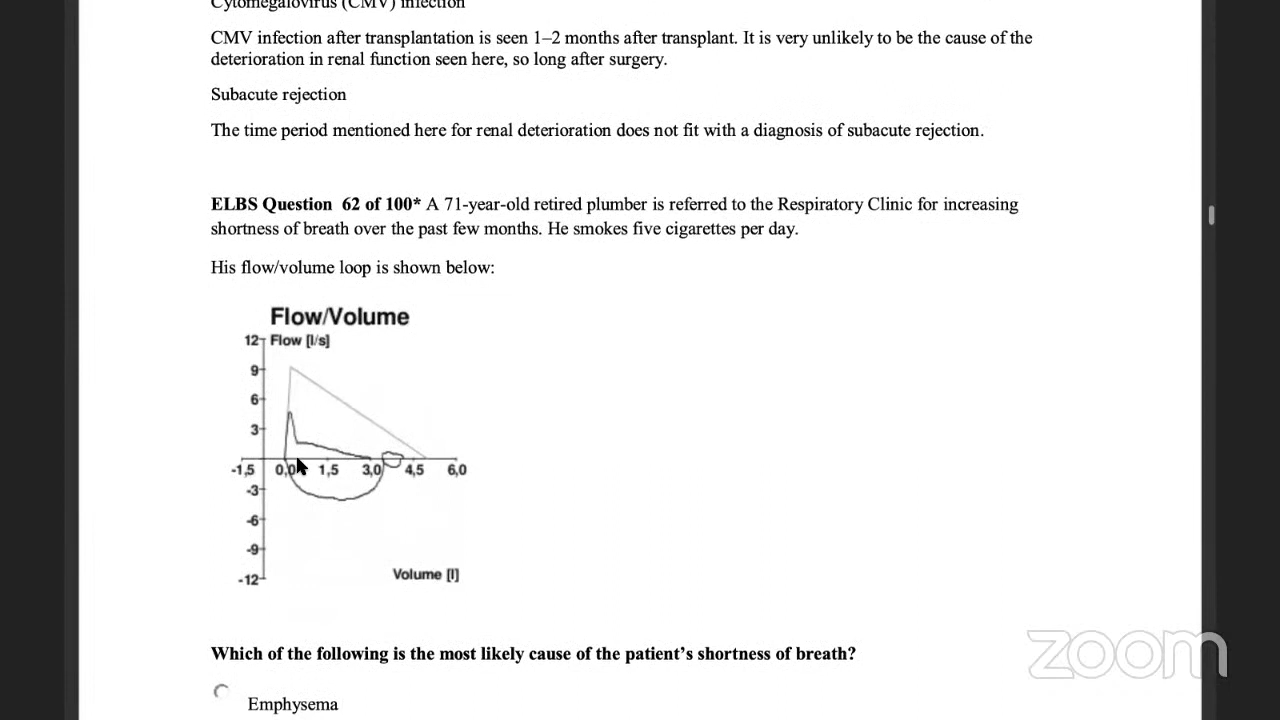 Cytomegalovirus (CMV) infection
CMV infection after transplantation is seen 1–2 months after transplant. It is very unlikely to be the cause of the
deterioration in renal function seen here, so long after surgery.
Subacute rejection
The time period mentioned here for renal deterioration does not fit with a diagnosis of subacute rejection.
ELBS Question 62 of 100* A 71-year-old retired plumber is referred to the Respiratory Clinic for increasing
shortness of breath over the past few months. He smokes five cigarettes per day.
His flow/volume loop is shown below:
Flow/Volume
12 Flow [l/s]
9
6
3
-1,5 0,0 1,5 3,0 4,5 6,0
-3
-6
-9
-12
Volume [l]
Which of the following is the most likely cause of the patient’s shortness of breath?
Emphysema
zoom